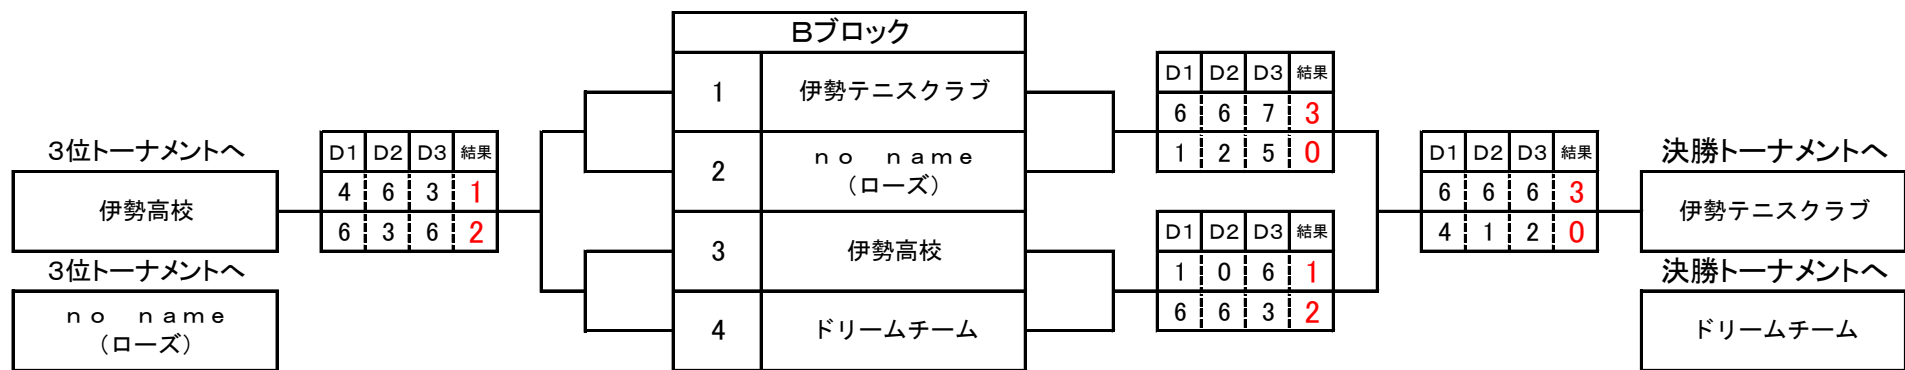 Bブロック
1 伊勢テニスクラブ
2 no name
(ローズ)
3 伊勢高校
4 ドリームチーム
3位トーナメントへ
伊勢高校
3位トーナメントへ
no name
(ローズ)
D1 D2 D3 結果
4 6 3 1
6 3 6 2
D1 D2 D3 結果
6 6 7 3
1 2 5 0
D1 D2 D3 結果
1 0 6 1
6 6 3 2
D1 D2 D3 結果
6 6 6 3
4 1 2 0
決勝トーナメントへ
伊勢テニスクラブ
決勝トーナメントへ
ドリームチーム